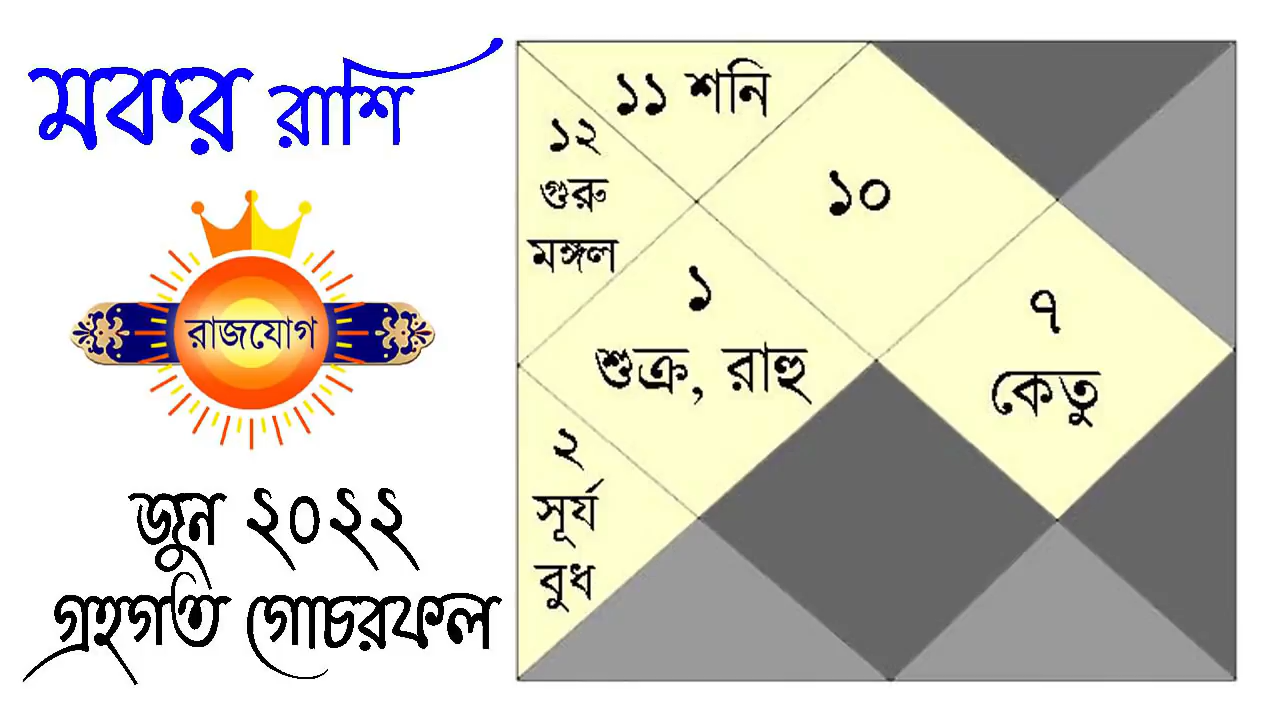 মকর রাশি
রাজযোগ
জুন ২০২২
গ্রহগত গোচরফল
১১ শনি
১২
গুরু
মঙ্গল
১০
১
শুক্র, রাহু
৭
কেতু
২
সূর্য
বুধ